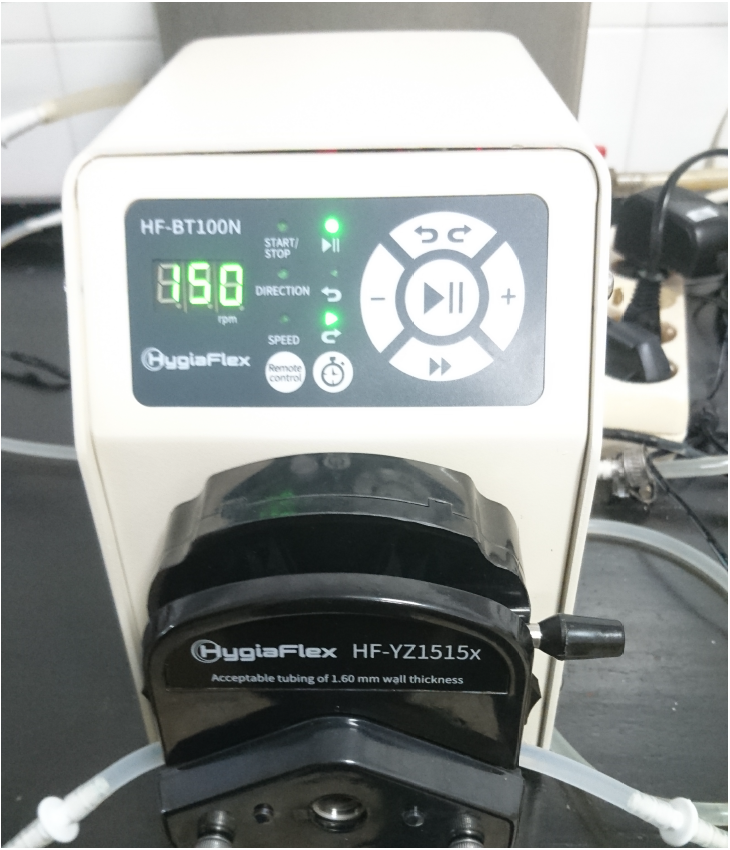 HF-BT100N
150
rpm
START/
STOP
DIRECTION
SPEED
HygiaFlex
Remote
control
HygiaFlex HF-YZ1515x
Acceptable tubing of 1.60 mm wall thickness